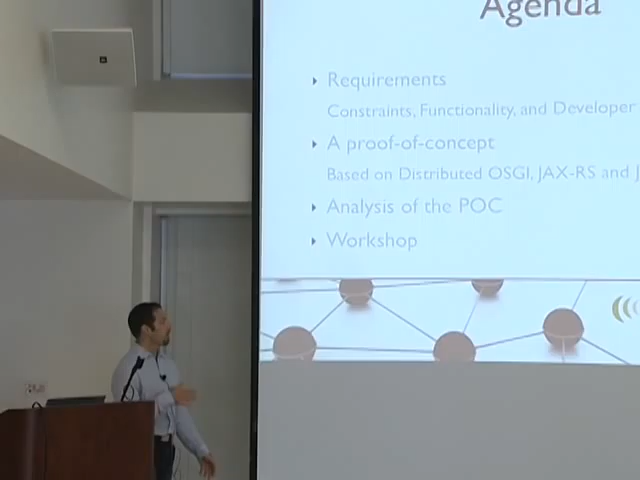 Agenda
Requirements
Constraints, Functionality, and Developer
A proof-of-concept
Based on Distributed OSGI, JAX-RS and J
Analysis of the POC
Workshop